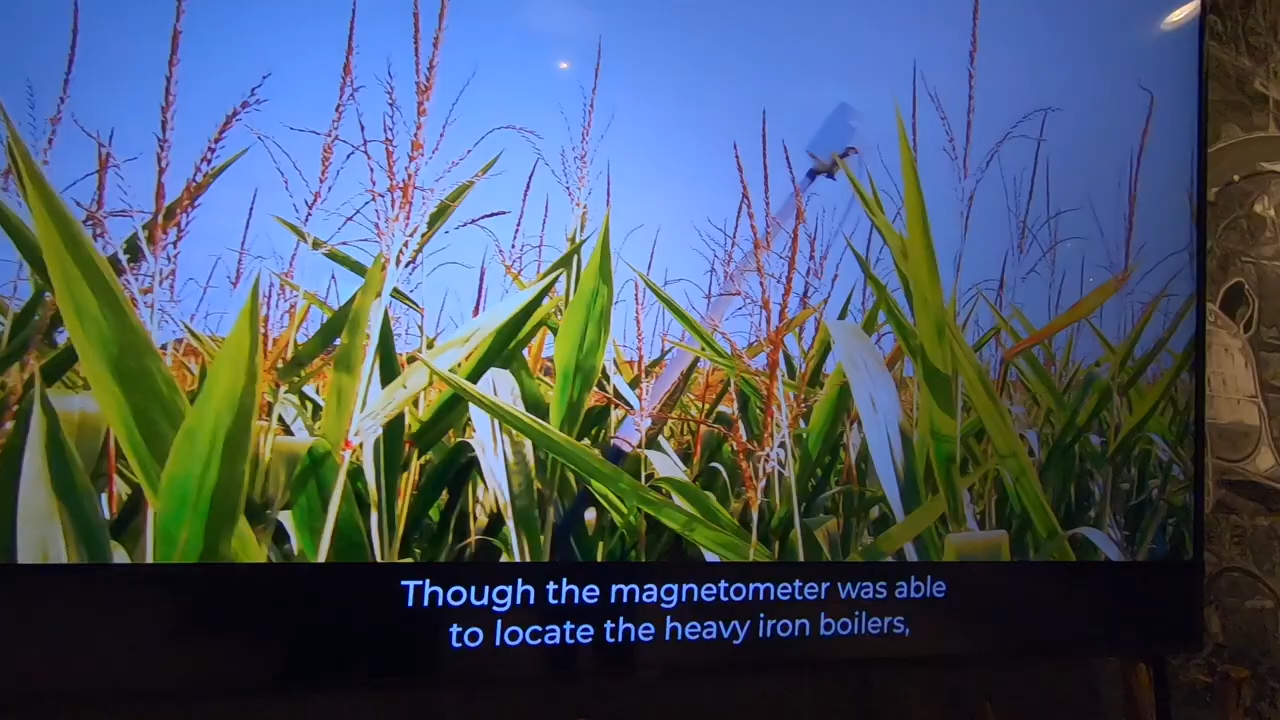 Though the magnetometer was able
to locate the heavy iron boilers,